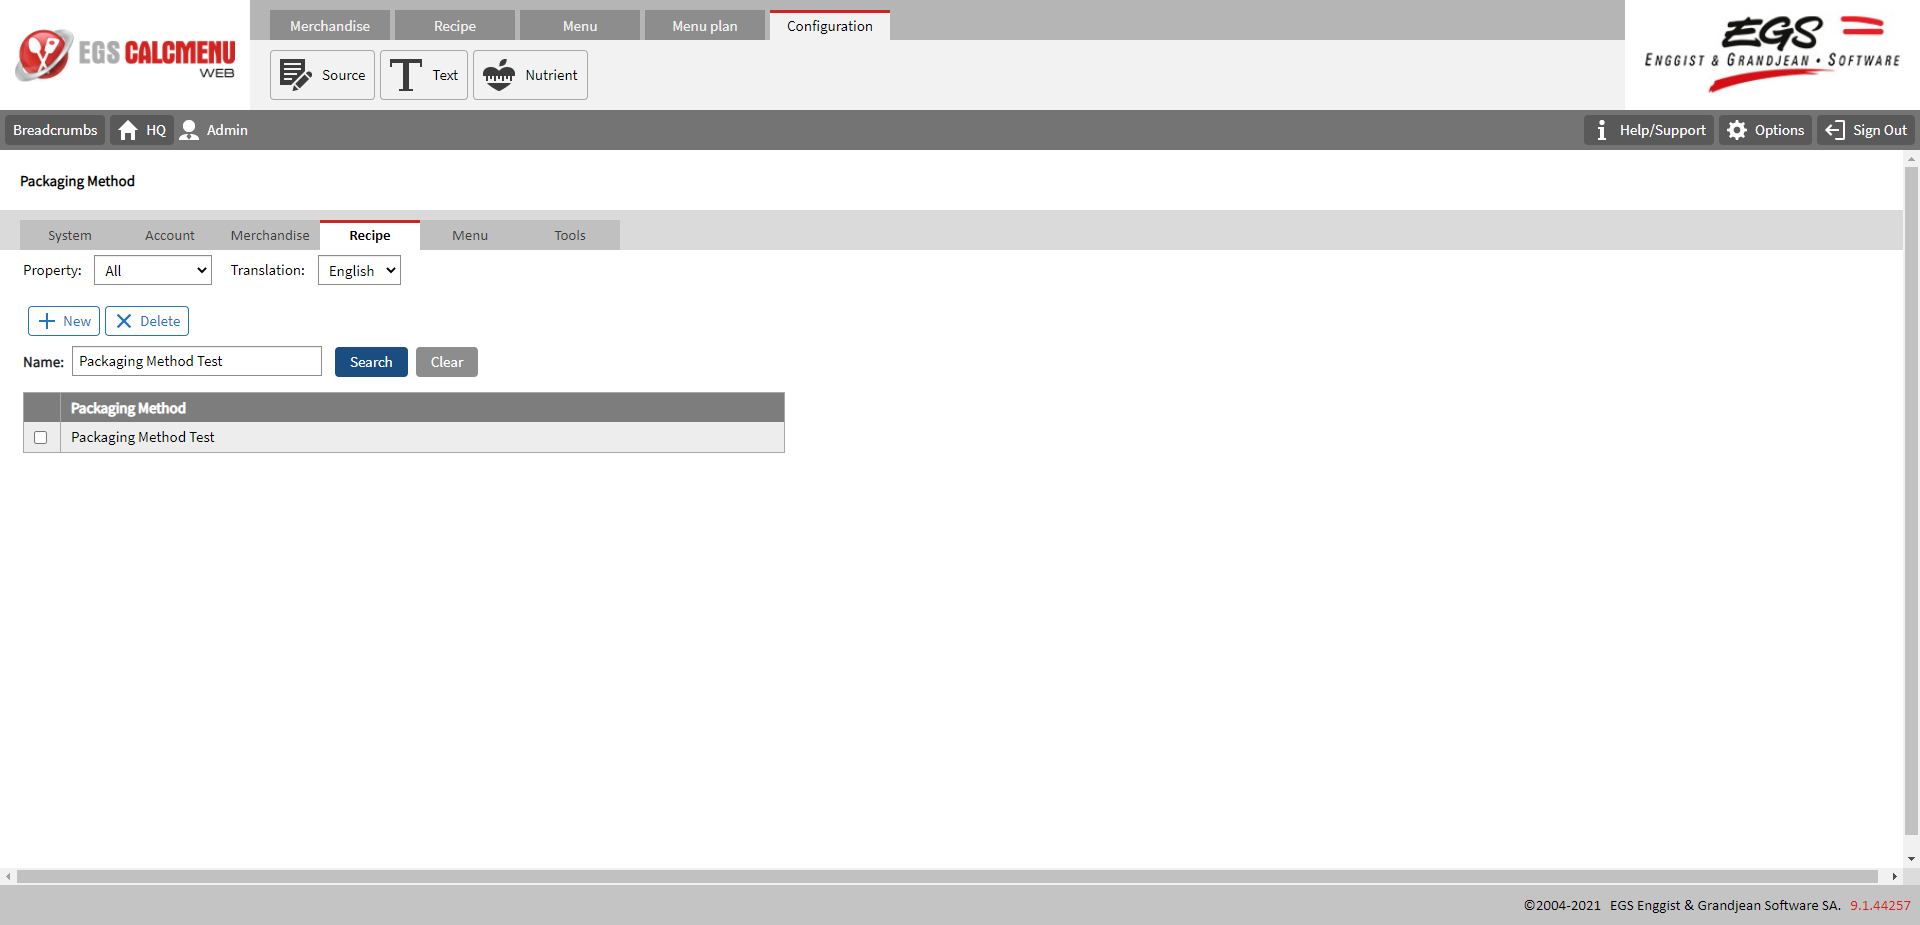 EGS CALCMENU
WEB
Merchandise
Recipe
Menu
Menu plan
Configuration
Source
Text
Nutrient
EGS
ENGGIST & GRANDJEAN • SOFTWARE
Breadcrumbs
HQ
Admin
Help/Support
Options
Sign Out
Packaging Method
System
Account
Merchandise
Recipe
Menu
Tools
Property: All
Translation: English
New
Delete
Name: Packaging Method Test
Search
Clear
Packaging Method
Packaging Method Test
©2004-2021 EGS Enggist & Grandjean Software SA. 9.1.44257